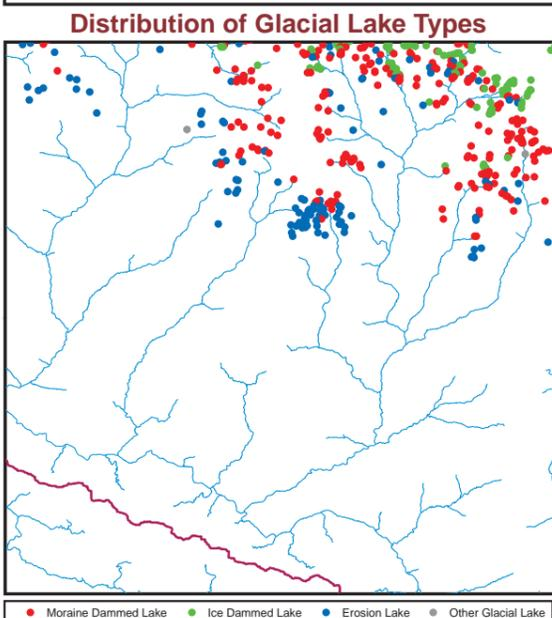 Distribution of Glacial Lake Types
Moraine Dammed Lake Ice Dammed Lake Erosion Lake Other Glacial Lake